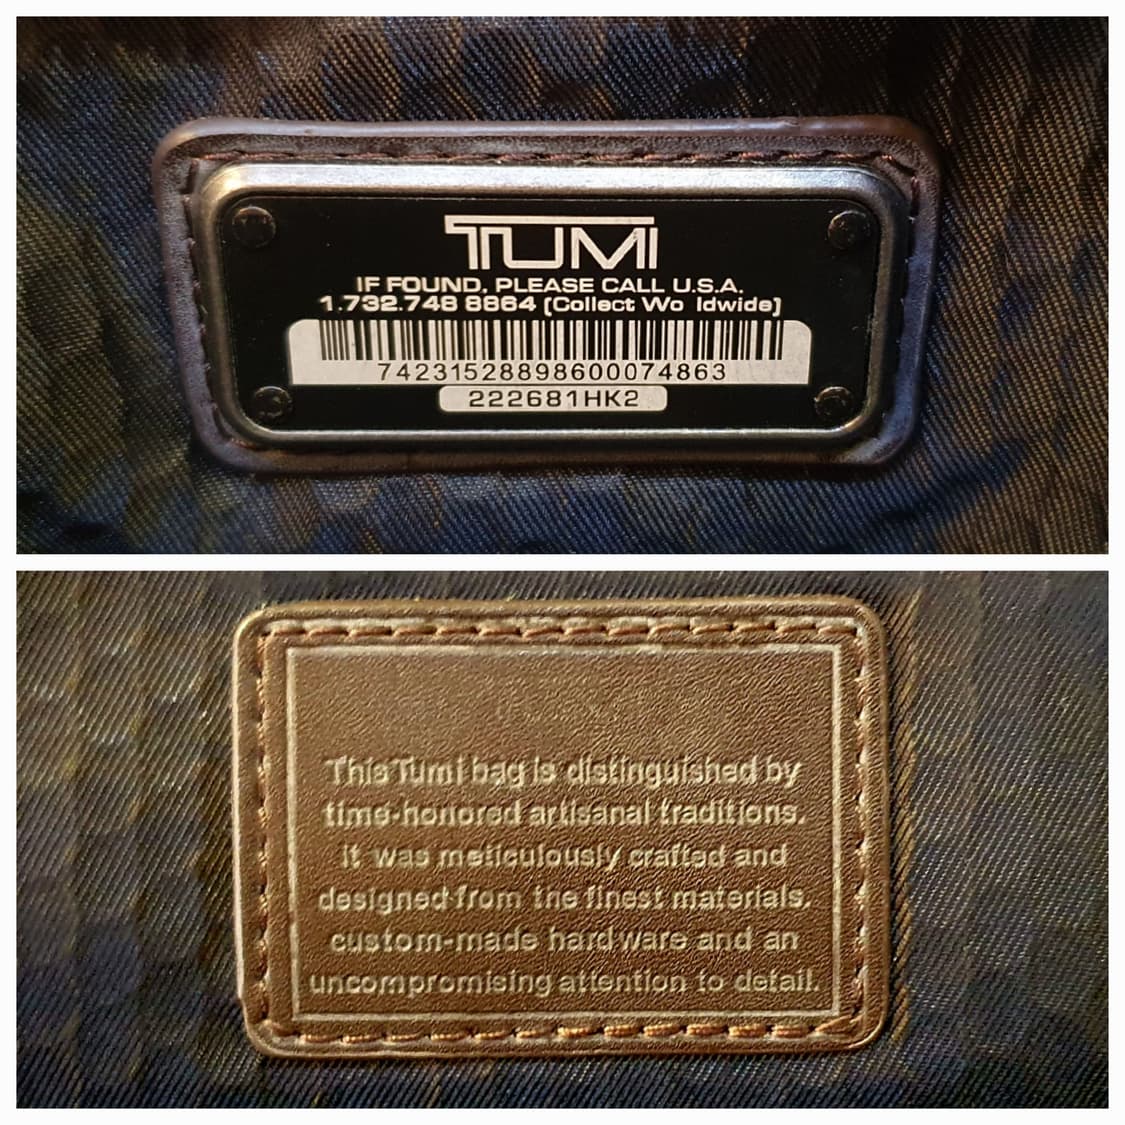 TUMI
IF FOUND, PLEASE CALL U.S.A.
1.732.748 8864 (Collect Wo ldwide)
74231528898600074863
222681HK2
This Tumi bag is distinguished by
time-honored artisanal traditions.
it was meticulously crafted and
designed from the finest materials,
custom-made hardware and an
uncompromising attention to detail.